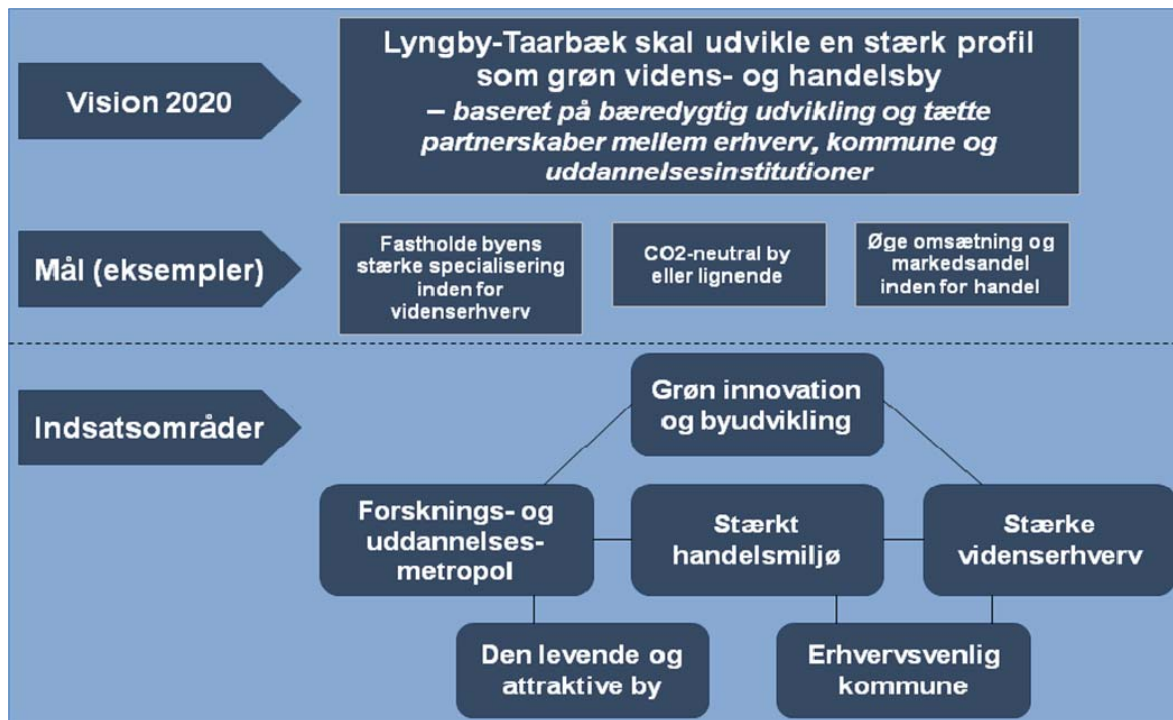 Vision 2020
Lyngby-Taarbæk skal udvikle en stærk profil
som grøn videns- og handelsby
– baseret på bæredygtig udvikling og tætte
partnerskaber mellem erhverv, kommune og
uddannelsesinstitutioner
Mål (eksempler)
Fastholde byens
stærke specialisering
inden for
videnserhverv
CO2-neutral by
eller lignende
Øge omsætning og
markedsandel
inden for handel
Indsatsområder
Grøn innovation
og byudvikling
Forsknings- og
uddannelses-
metropol
Stærkt
handelsmiljø
Stærke
videnserhverv
Den levende og
attraktive by
Erhvervsvenlig
kommune